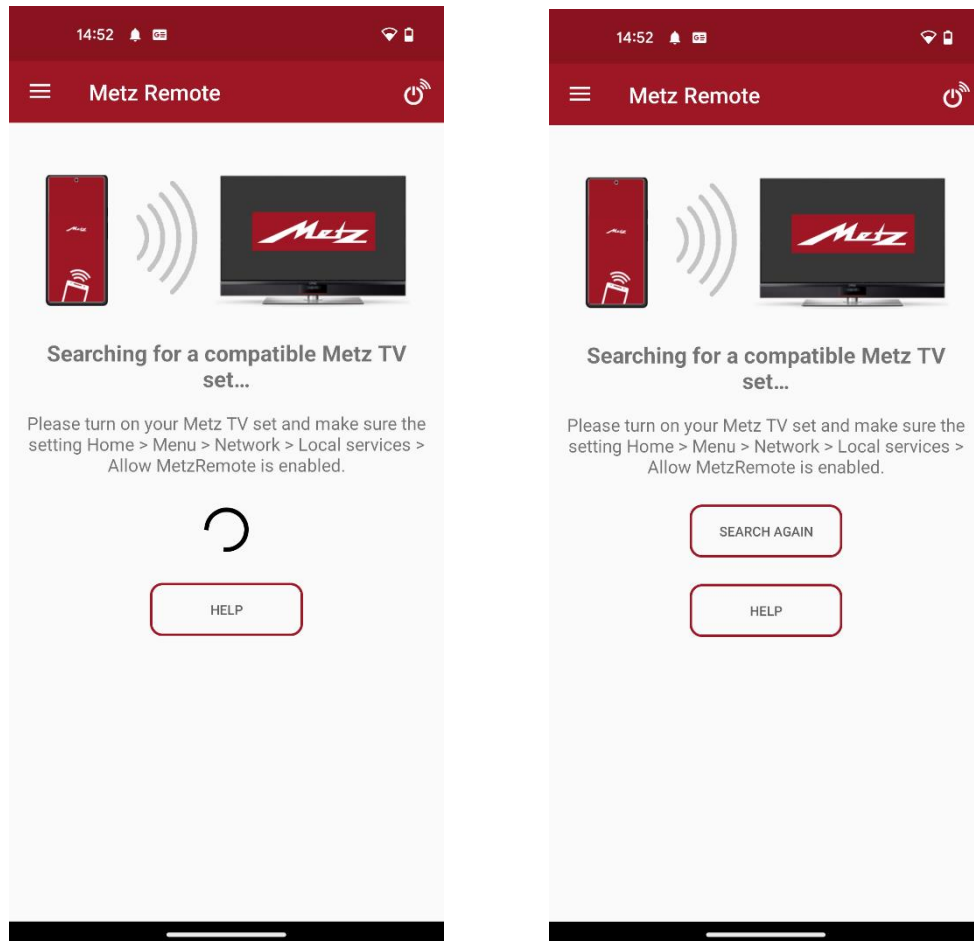 14:52
Metz Remote
Metz
Metz
Searching for a compatible Metz TV
set...
Please turn on your Metz TV set and make sure the
setting Home > Menu > Network > Local services >
Allow MetzRemote is enabled.
HELP
14:52
Metz Remote
Metz
Metz
Searching for a compatible Metz TV
set...
Please turn on your Metz TV set and make sure the
setting Home > Menu > Network > Local services >
Allow MetzRemote is enabled.
SEARCH AGAIN
HELP